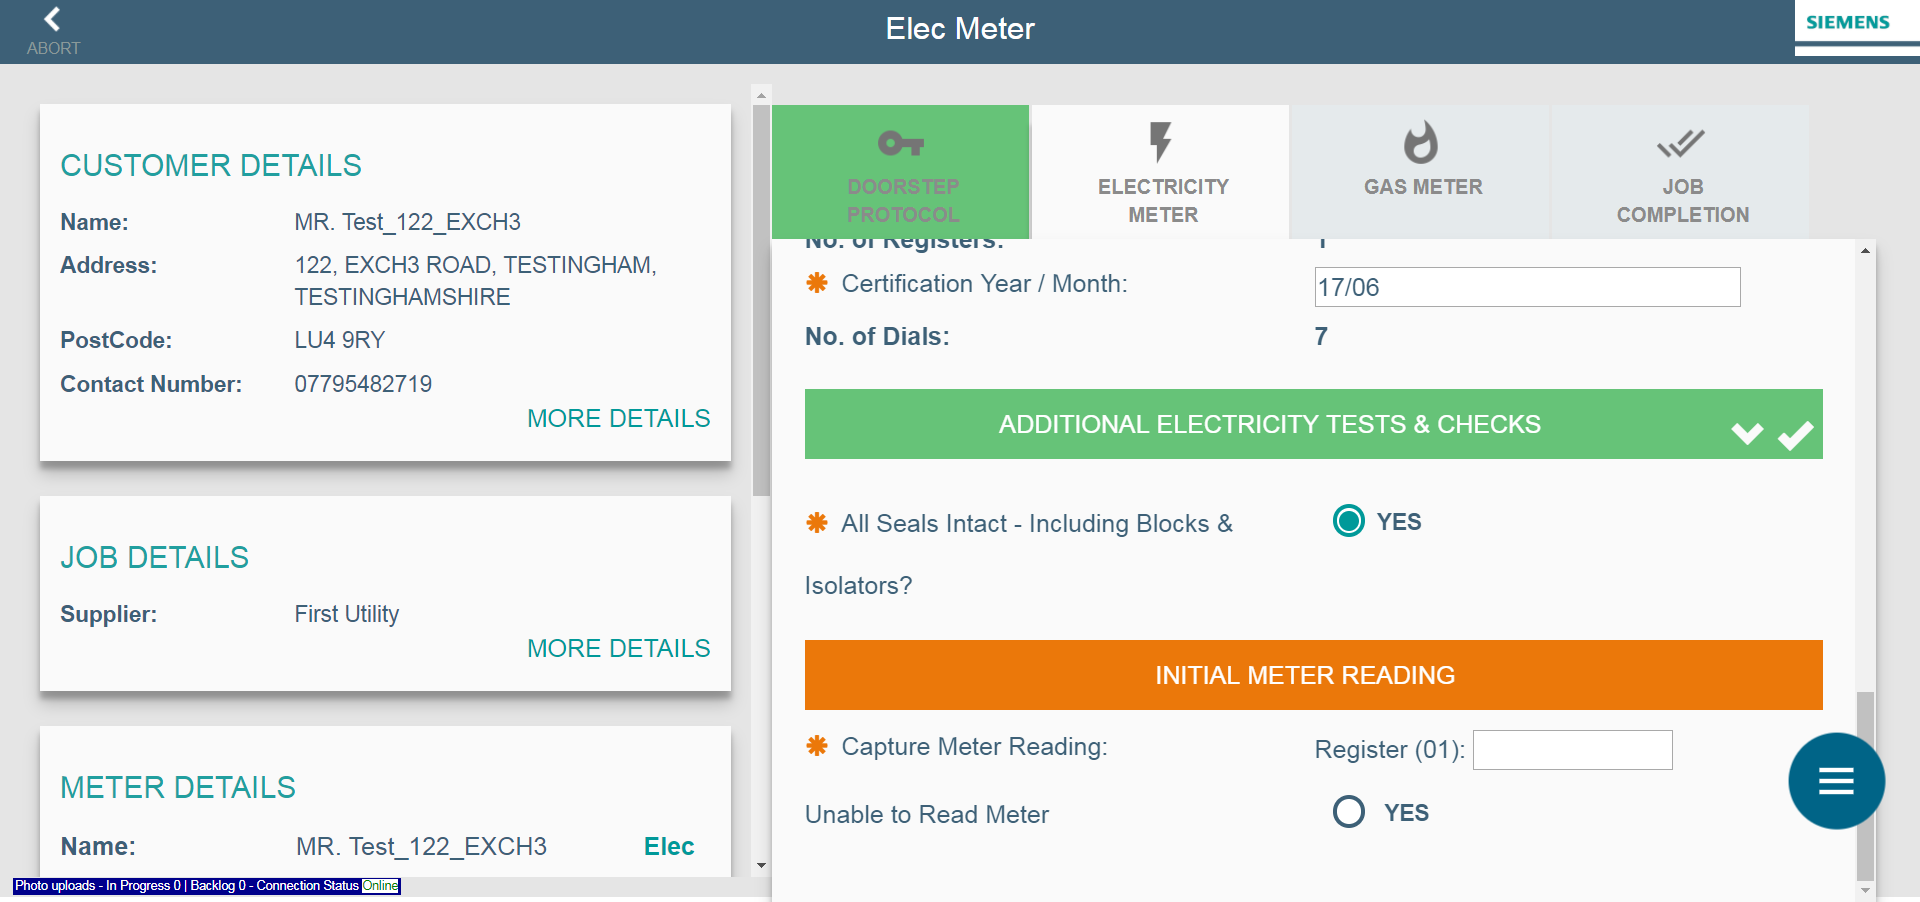 ABORT
Elec Meter
SIEMENS
CUSTOMER DETAILS
Name: MR. Test_122_EXCH3
Address: 122, EXCH3 ROAD, TESTINGHAM,
TESTINGHAMSHIRE
PostCode: LU4 9RY
Contact Number: 07795482719
MORE DETAILS
JOB DETAILS
Supplier: First Utility
MORE DETAILS
METER DETAILS
Name: MR. Test_122_EXCH3 Elec
Photo uploads - In Progress 0 | Backlog 0 - Connection Status Online
DOORSTEP
PROTOCOL
ELECTRICITY
METER
GAS METER
JOB
COMPLETION
No. of Registers: 1
✱ Certification Year / Month: 17/06
No. of Dials: 7
ADDITIONAL ELECTRICITY TESTS & CHECKS
✱ All Seals Intact - Including Blocks & YES
Isolators?
INITIAL METER READING
✱ Capture Meter Reading: Register (01):
Unable to Read Meter YES